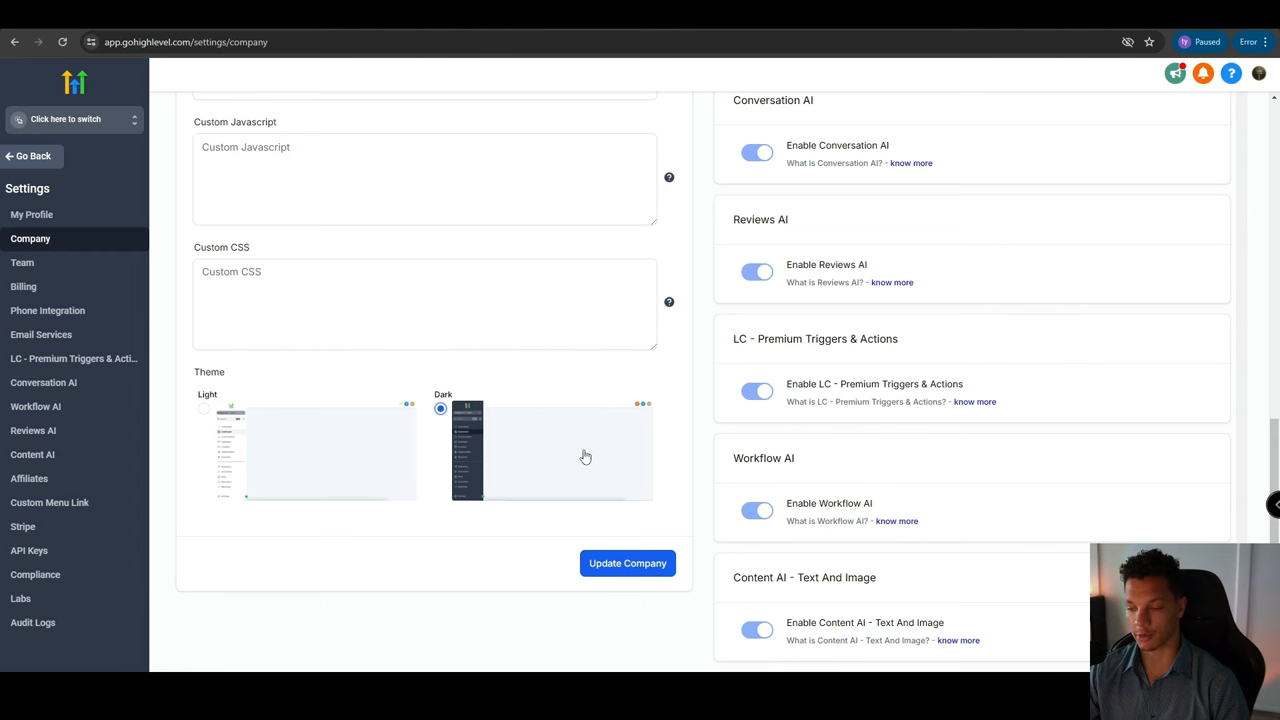 app.gohighlevel.com/settings/company
ty
Paused
Error
Click here to switch
Go Back
Settings
My Profile
Company
Team
Billing
Phone Integration
Email Services
LC - Premium Triggers & Acti...
Conversation AI
Workflow AI
Reviews AI
Content AI
Affiliates
Custom Menu Link
Stripe
API Keys
Compliance
Labs
Audit Logs
Custom Javascript
Custom Javascript
Custom CSS
Custom CSS
Theme
Light
Dark
Update Company
Conversation AI
Enable Conversation AI
What is Conversation AI? - know more
Reviews AI
Enable Reviews AI
What is Reviews AI? - know more
LC - Premium Triggers & Actions
Enable LC - Premium Triggers & Actions
What is LC - Premium Triggers & Actions? - know more
Workflow AI
Enable Workflow AI
What is Workflow AI? - know more
Content AI - Text And Image
Enable Content AI - Text And Image
What is Content AI - Text And Image? - know more